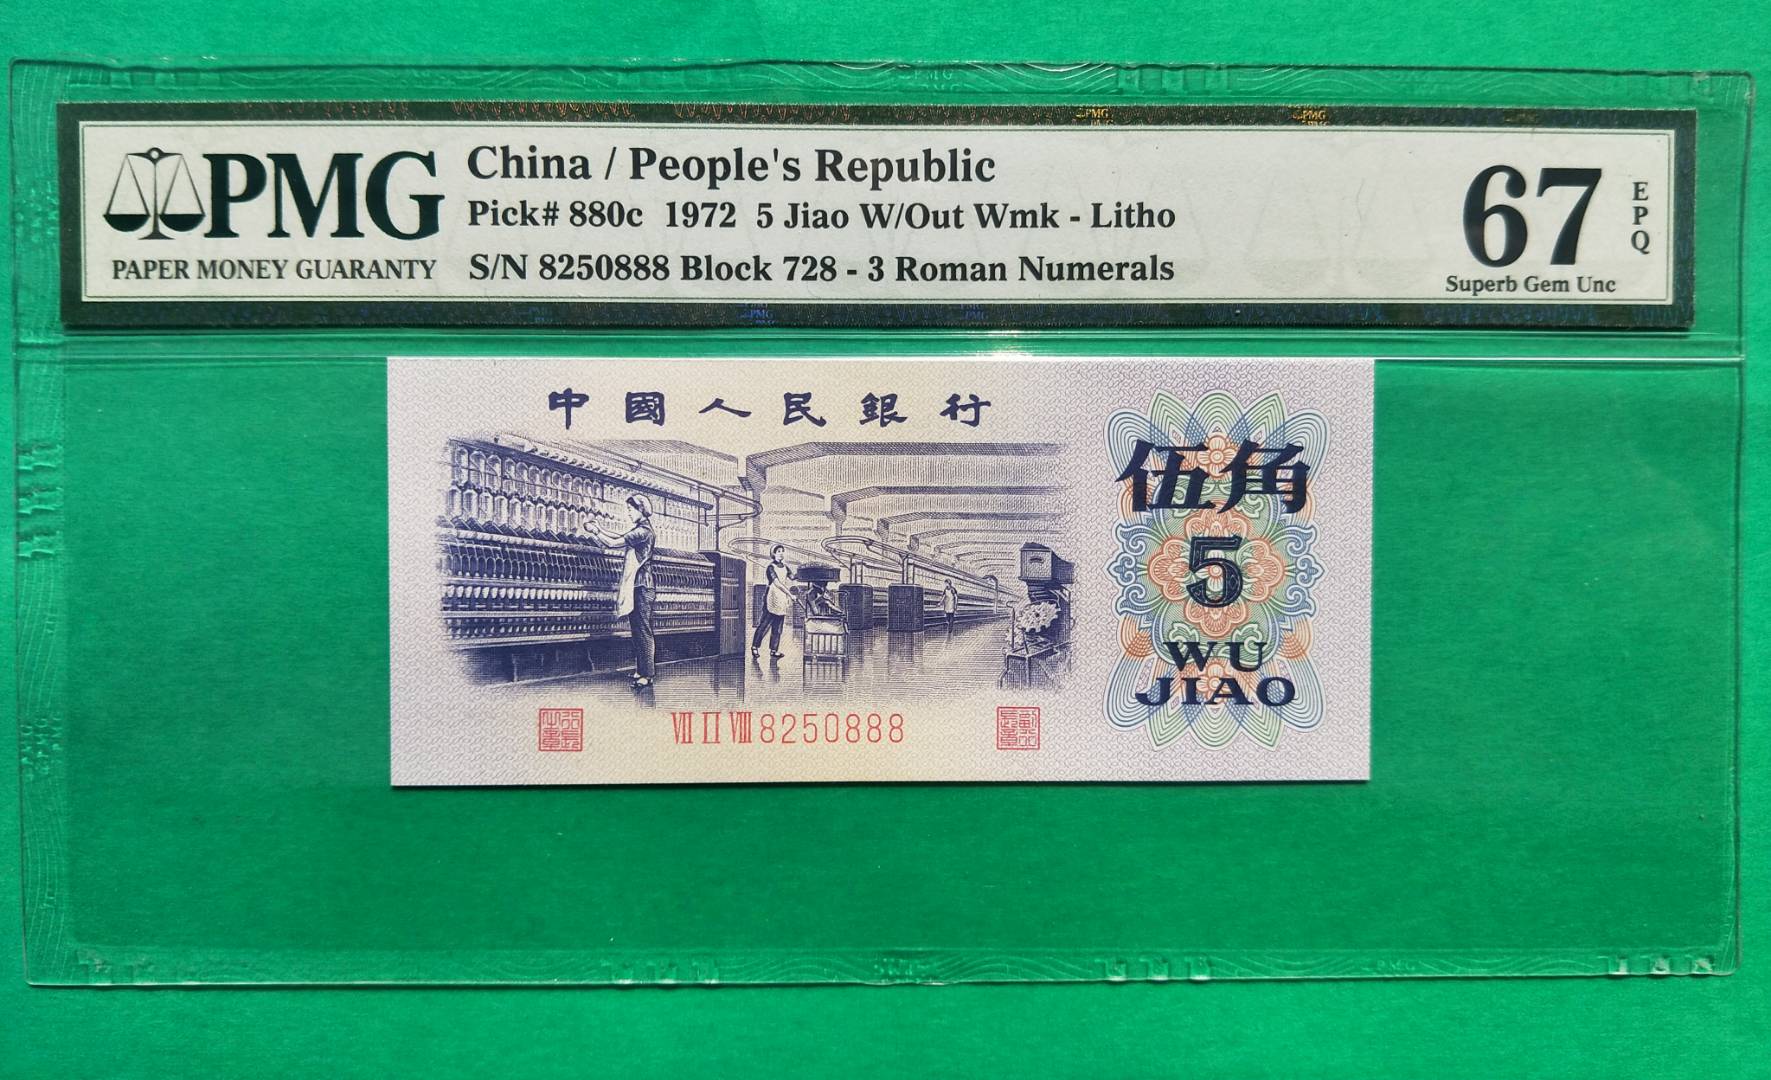 PMG
PAPER MONEY GUARANTY
China / People's Republic
Pick# 880c 1972 5 Jiao W/Out Wmk - Litho
S/N 8250888 Block 728 - 3 Roman Numerals
67
EPQ
Superb Gem Unc
中國人民銀行
伍角
5
WU
JIAO
VII II VIII 8250888